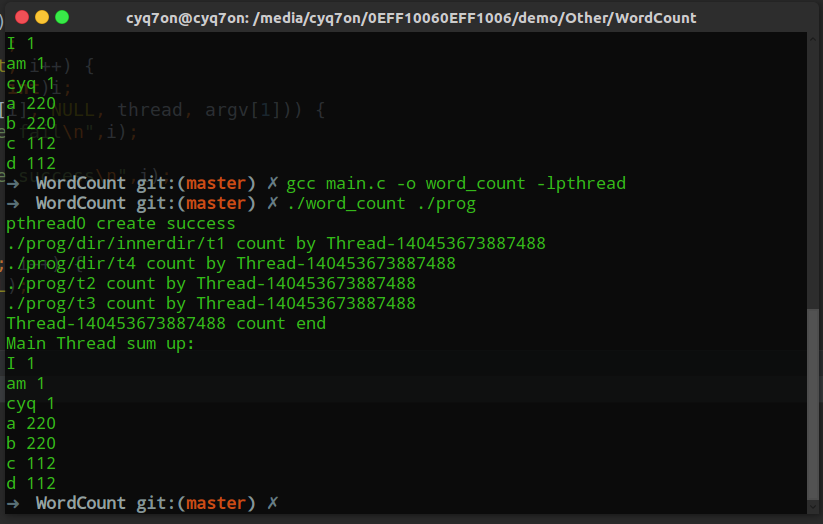 cyq7on@cyq7on: /media/cyq7on/0EFF10060EFF1006/demo/Other/WordCount
I 1
am 1
cyq 1
a 220
b 220
c 112
d 112
➜ WordCount git:(master) ✗ gcc main.c -o word_count -lpthread
➜ WordCount git:(master) ✗ ./word_count ./prog
pthread0 create success
./prog/dir/innerdir/t1 count by Thread-140453673887488
./prog/dir/t4 count by Thread-140453673887488
./prog/t2 count by Thread-140453673887488
./prog/t3 count by Thread-140453673887488
Thread-140453673887488 count end
Main Thread sum up:
I 1
am 1
cyq 1
a 220
b 220
c 112
d 112
➜ WordCount git:(master) ✗